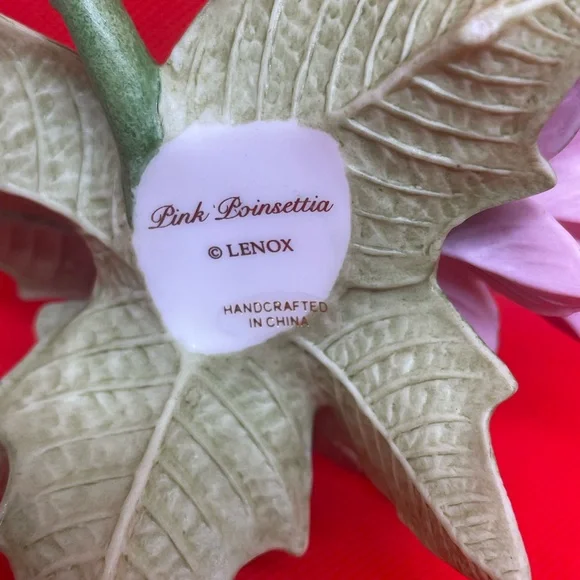 Pink Poinsettia
© LENOX
HANDCRAFTED
IN CHINA